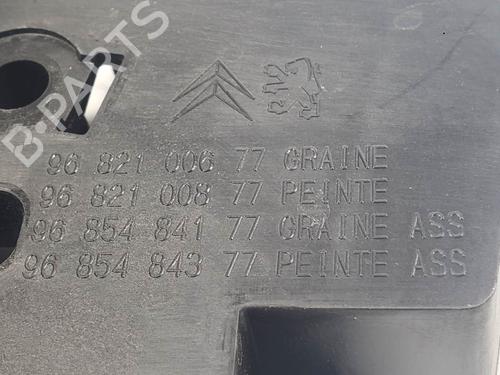 B-PARTS
96 821 006 77 GRAINE
96 821 008 77 PEINTE
96 854 841 77 GRAINE ASS
96 854 843 77 PEINTE ASS